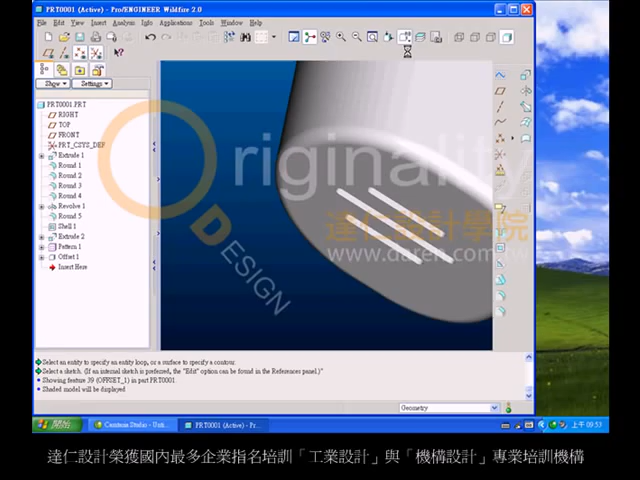 PRT0001 (Active) - Pro/ENGINEER Wildfire 2.0
File Edit View Insert Analysis Info Applications Tools Window Help
Show Settings
PRT0001.PRT
RIGHT
TOP
FRONT
PRT_CSYS_DEF
Extrude 1
Round 1
Round 2
Round 3
Round 4
Revolve 1
Round 5
Shell 1
Extrude 2
Pattern 1
Offset 1
Insert Here
Originality
DESIGN
達仁設計學院
www.daren.com.tw
Select an entity to specify an entity loop, or a surface to specify a contour.
Select a sketch. (If an internal sketch is preferred, the "Edit" option can be found in the References panel.)"
Showing feature 39 (OFFSET_1) in part PRT0001.
Shaded model will be displayed
Geometry
開始 Camtasia Studio - Unti... PRT0001 (Active) - Pr... 上午 09:53
達仁設計榮獲國內最多企業指名培訓「工業設計」與「機構設計」專業培訓機構